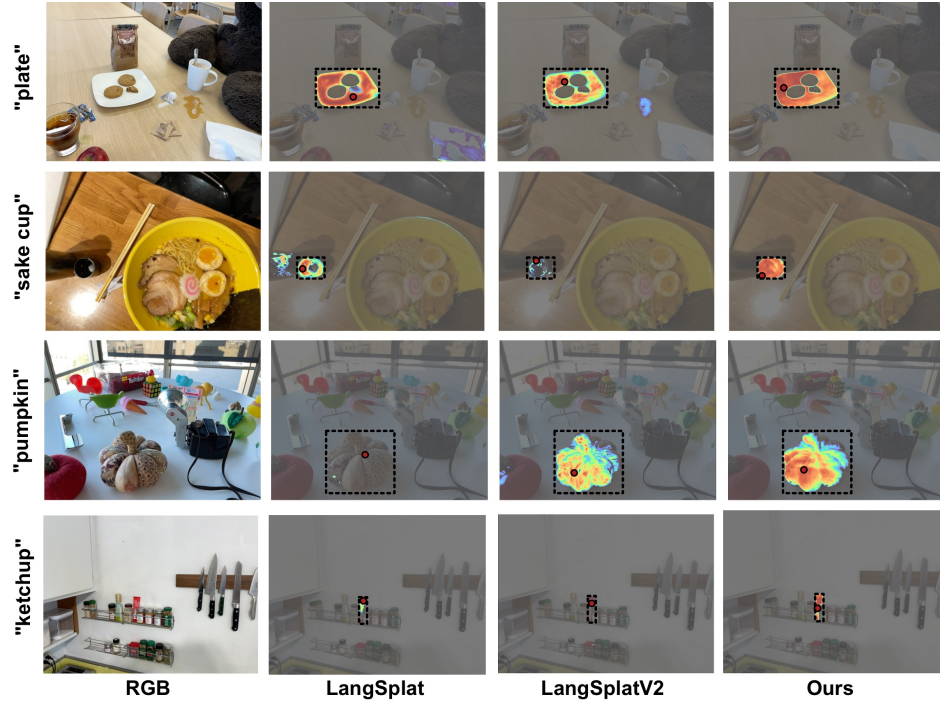 "plate"
"sake cup"
"pumpkin"
"ketchup"
RGB
LangSplat
LangSplatV2
Ours